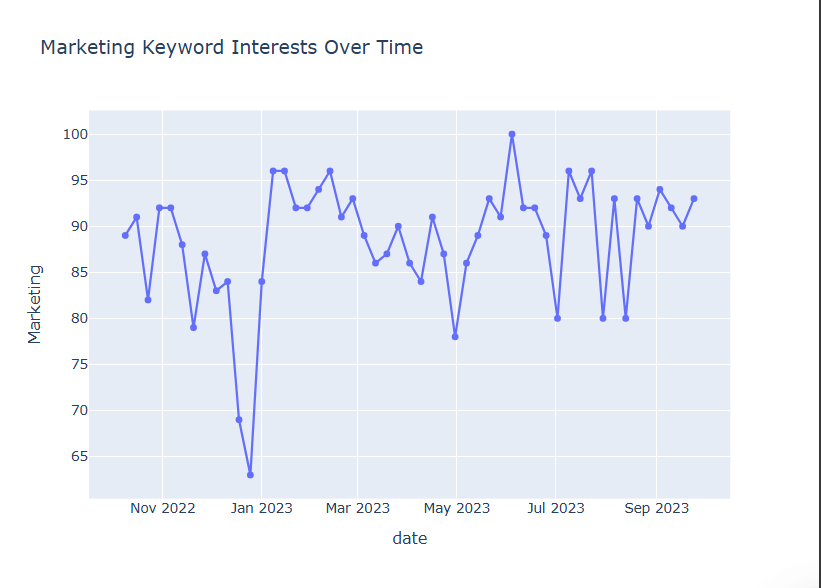 Marketing Keyword Interests Over Time
100
95
90
85
80
75
70
65
Marketing
Nov 2022 Jan 2023 Mar 2023 May 2023 Jul 2023 Sep 2023
date